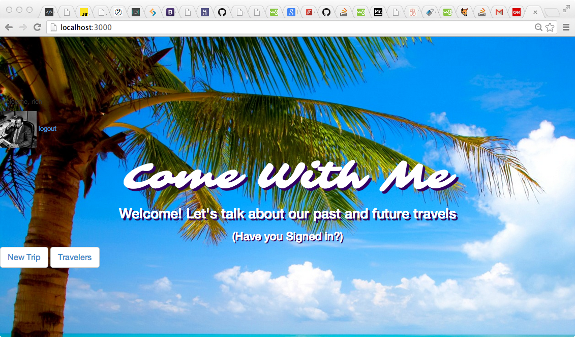 localhost:3000
logout
Come With Me
Welcome! Let's talk about our past and future travels
(Have you Signed in?)
New Trip
Travelers